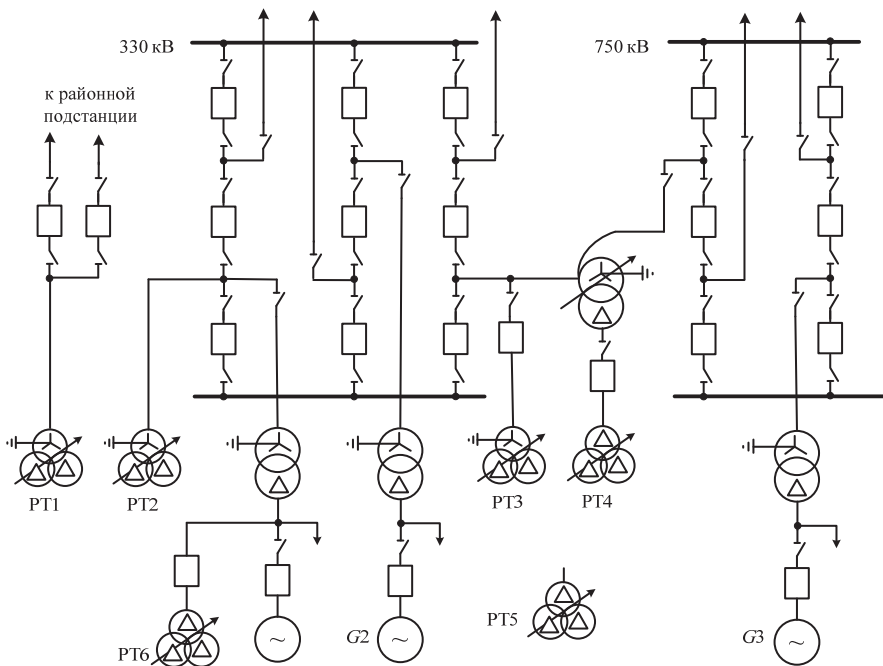 330 кВ
750 кВ
к районной
подстанции
РТ1
РТ2
РТ3
РТ4
РТ6
~
G2
~
РТ5
G3
~